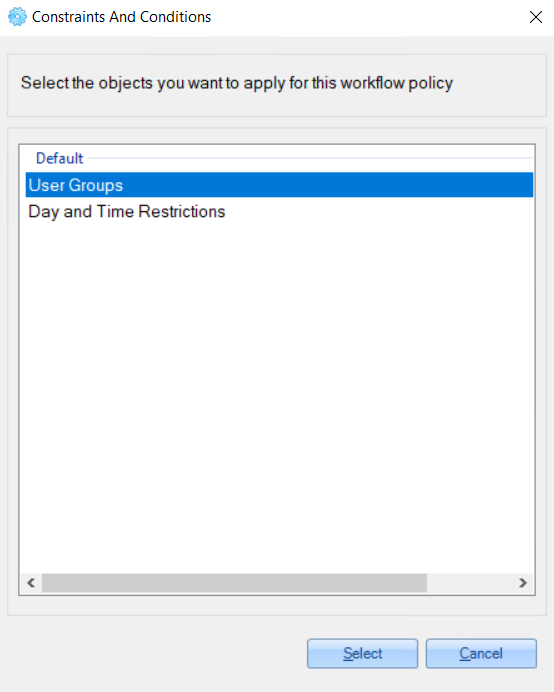 Constraints And Conditions
Select the objects you want to apply for this workflow policy
Default
User Groups
Day and Time Restrictions
Select
Cancel